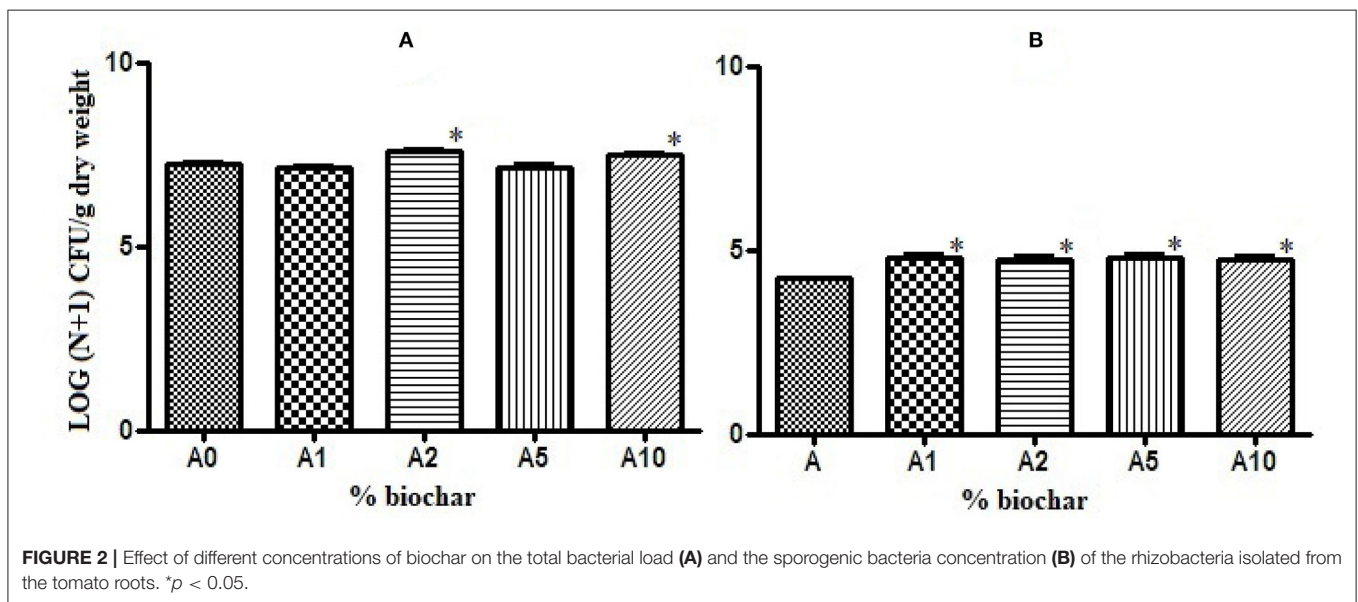 A
B
LOG (N+1) CFU/g dry weight
10
5
0
*
*
A0 A1 A2 A5 A10
% biochar
10
5
0
*
*
*
*
A A1 A2 A5 A10
% biochar
FIGURE 2 | Effect of different concentrations of biochar on the total bacterial load (A) and the sporogenic bacteria concentration (B) of the rhizobacteria isolated from
the tomato roots. *p < 0.05.